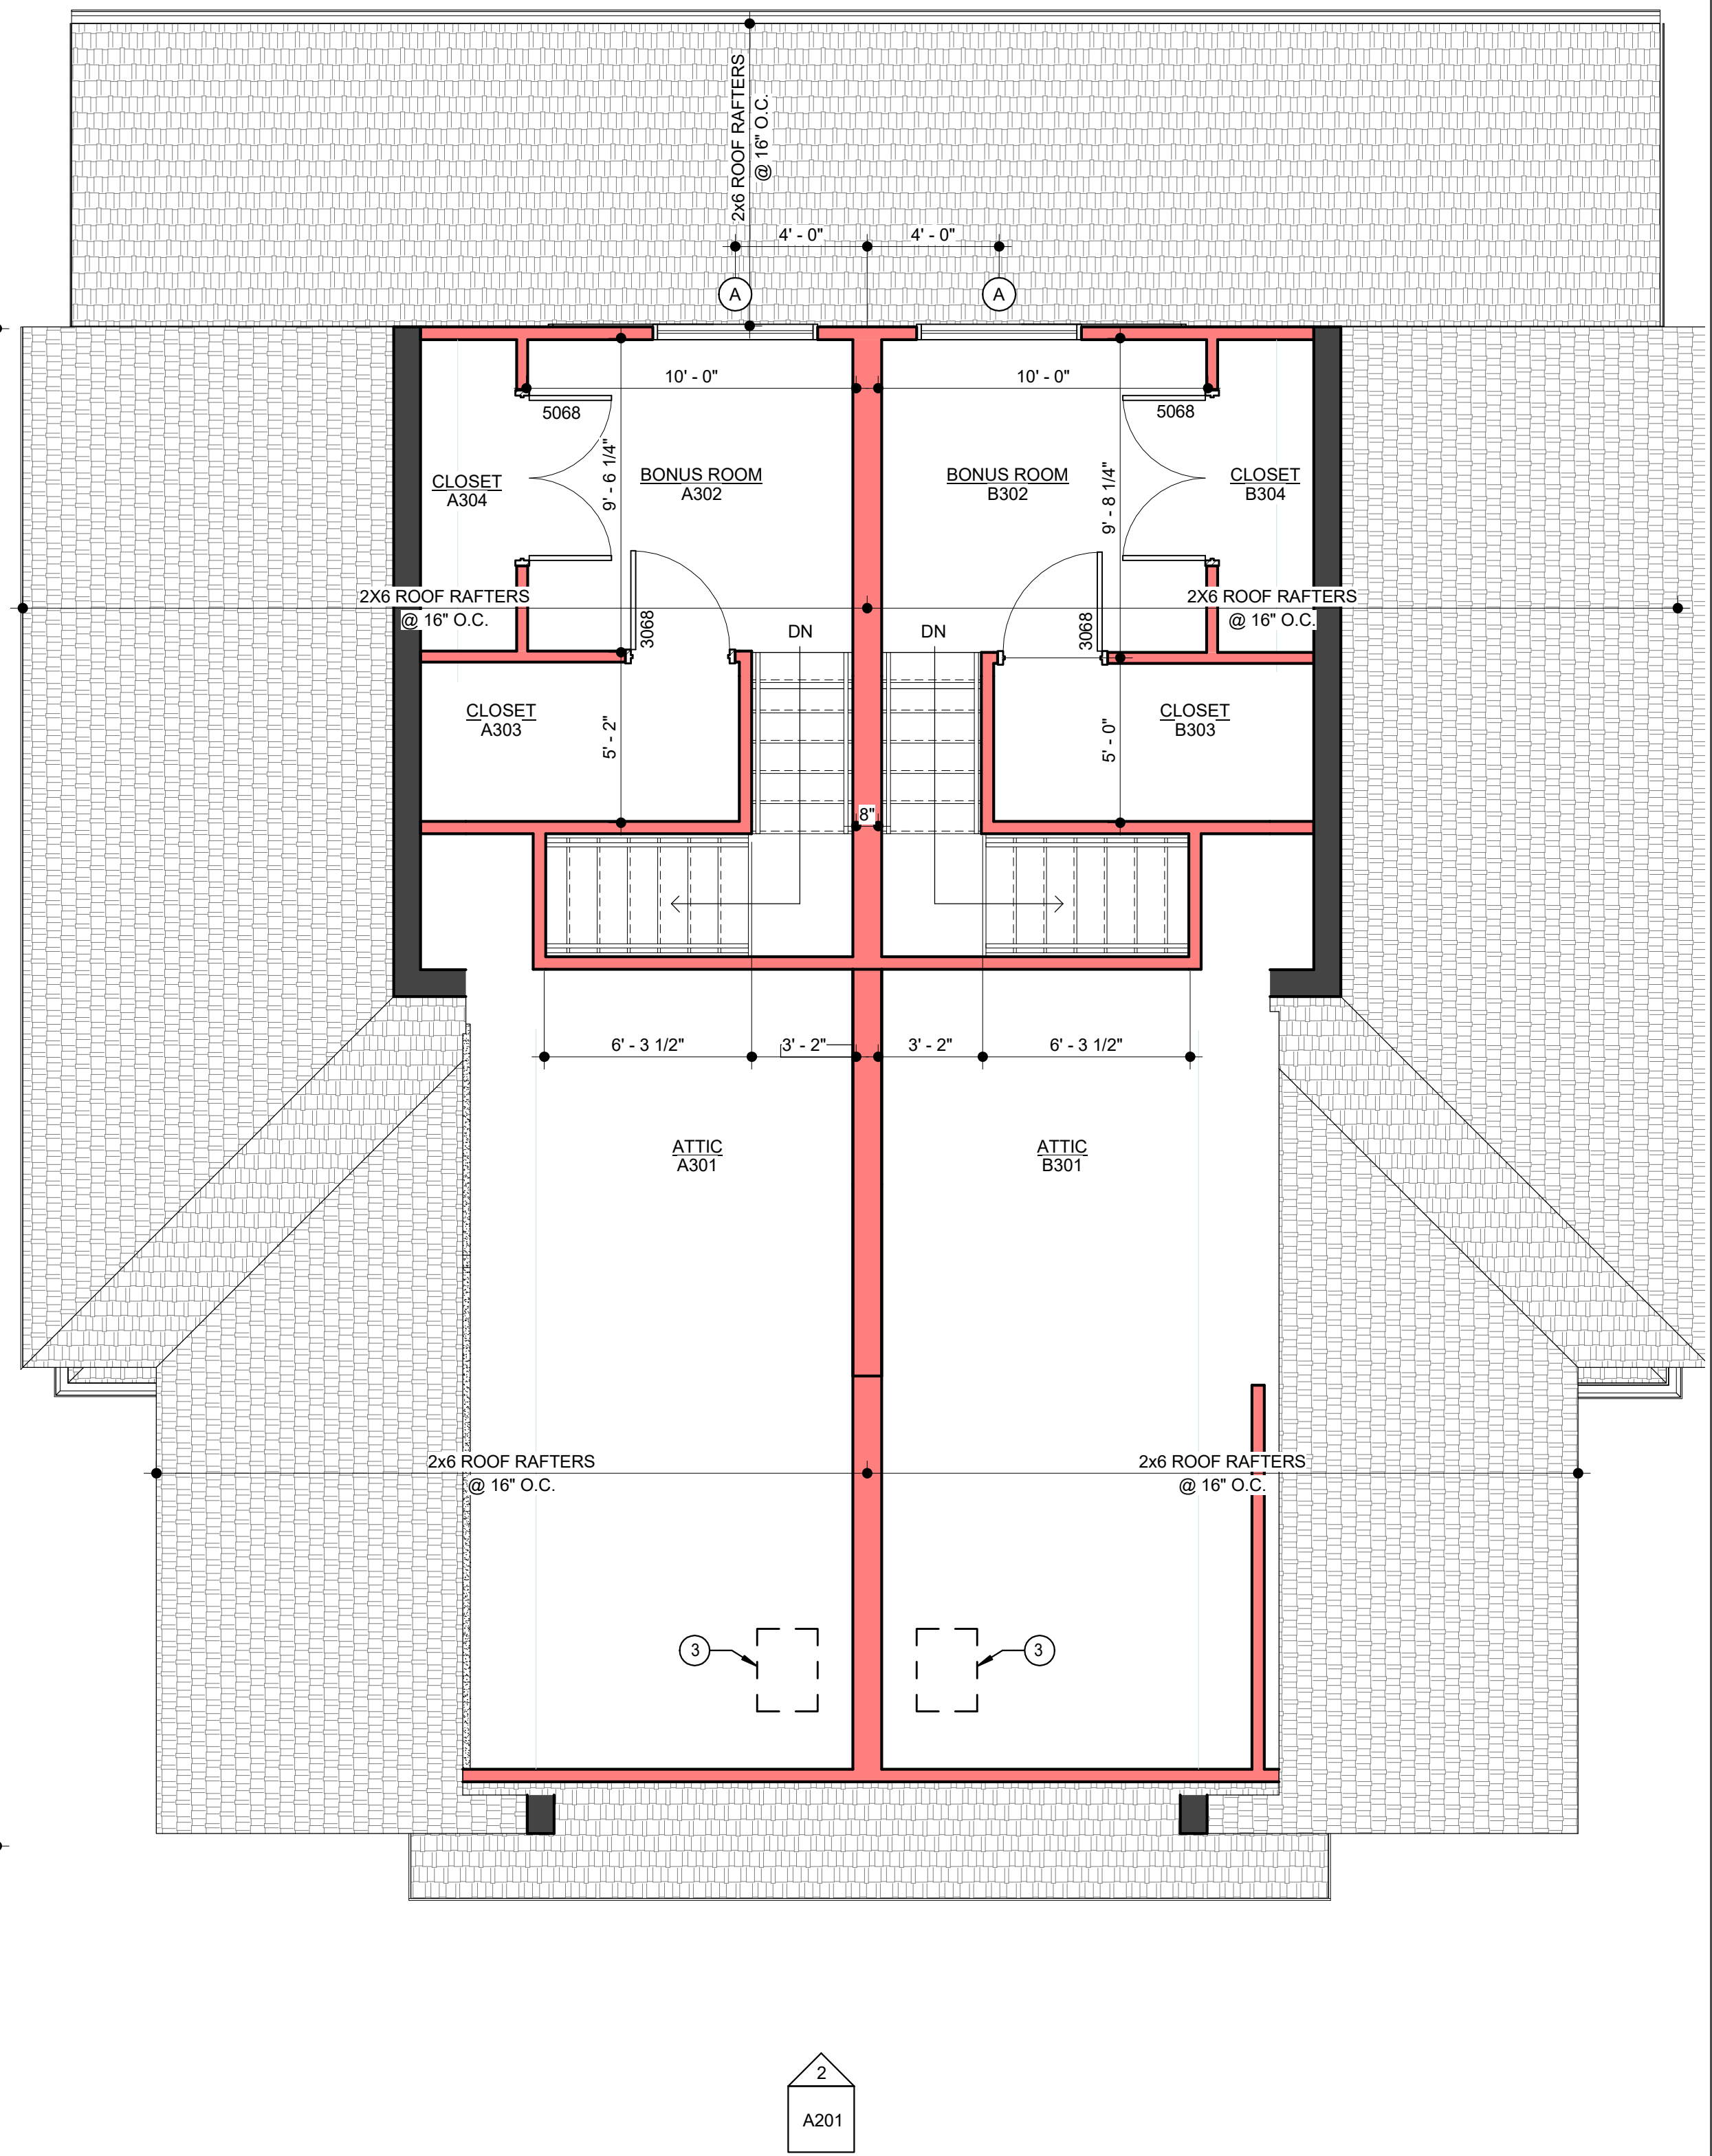 2x6 ROOF RAFTERS
@ 16" O.C.
4' - 0"
4' - 0"
A
A
10' - 0"
10' - 0"
5068
5068
9' - 6 1/4"
9' - 8 1/4"
CLOSET
A304
BONUS ROOM
A302
BONUS ROOM
B302
CLOSET
B304
2X6 ROOF RAFTERS
@ 16" O.C.
2X6 ROOF RAFTERS
@ 16" O.C.
3068
DN
DN
3068
CLOSET
A303
5' - 2"
5' - 0"
CLOSET
B303
8"
6' - 3 1/2"
3' - 2"
3' - 2"
6' - 3 1/2"
ATTIC
A301
ATTIC
B301
2x6 ROOF RAFTERS
@ 16" O.C.
2x6 ROOF RAFTERS
@ 16" O.C.
3
3
2
A201